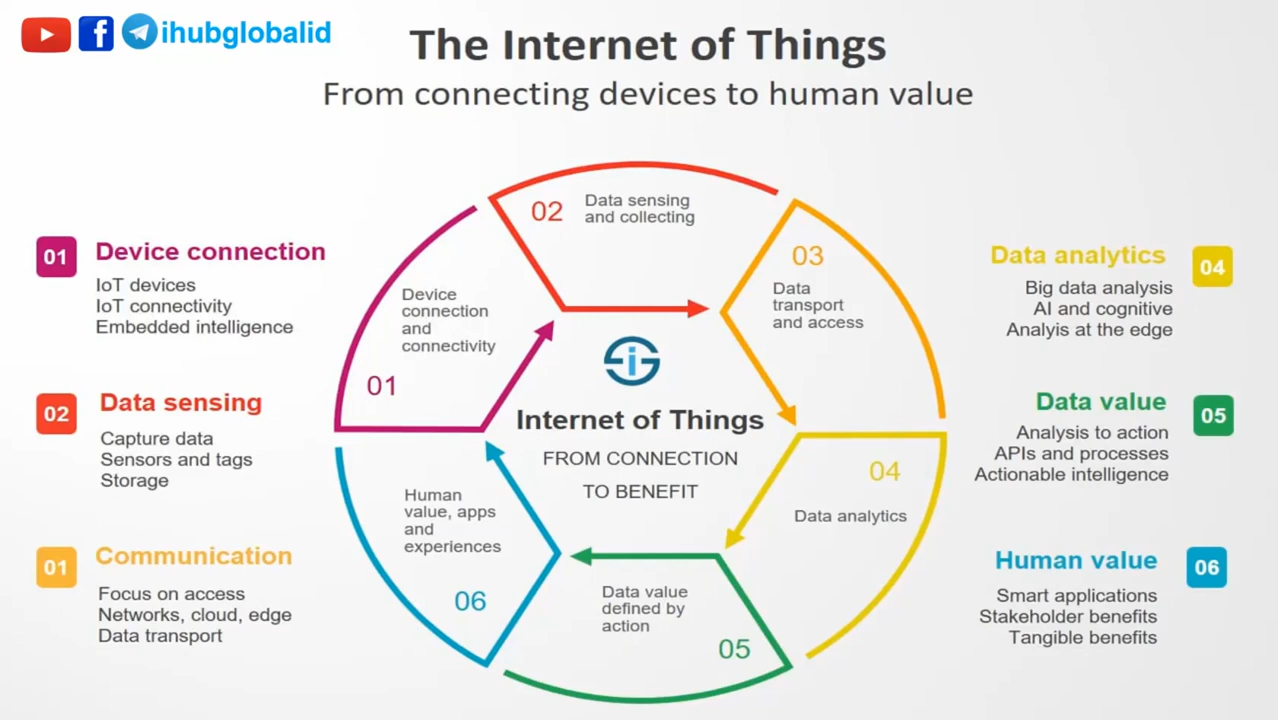 ihubglobalid
The Internet of Things
From connecting devices to human value
01
Device connection
IoT devices
IoT connectivity
Embedded intelligence
02
Data sensing
Capture data
Sensors and tags
Storage
01
Communication
Focus on access
Networks, cloud, edge
Data transport
Device
connection
and
connectivity
01
02
Data sensing
and collecting
03
Data
transport
and access
04
Data analytics
Data value
defined by
action
05
Human
value, apps
and
experiences
06
i
Internet of Things
FROM CONNECTION
TO BENEFIT
Data analytics
04
Big data analysis
AI and cognitive
Analyis at the edge
Data value
05
Analysis to action
APIs and processes
Actionable intelligence
Human value
06
Smart applications
Stakeholder benefits
Tangible benefits